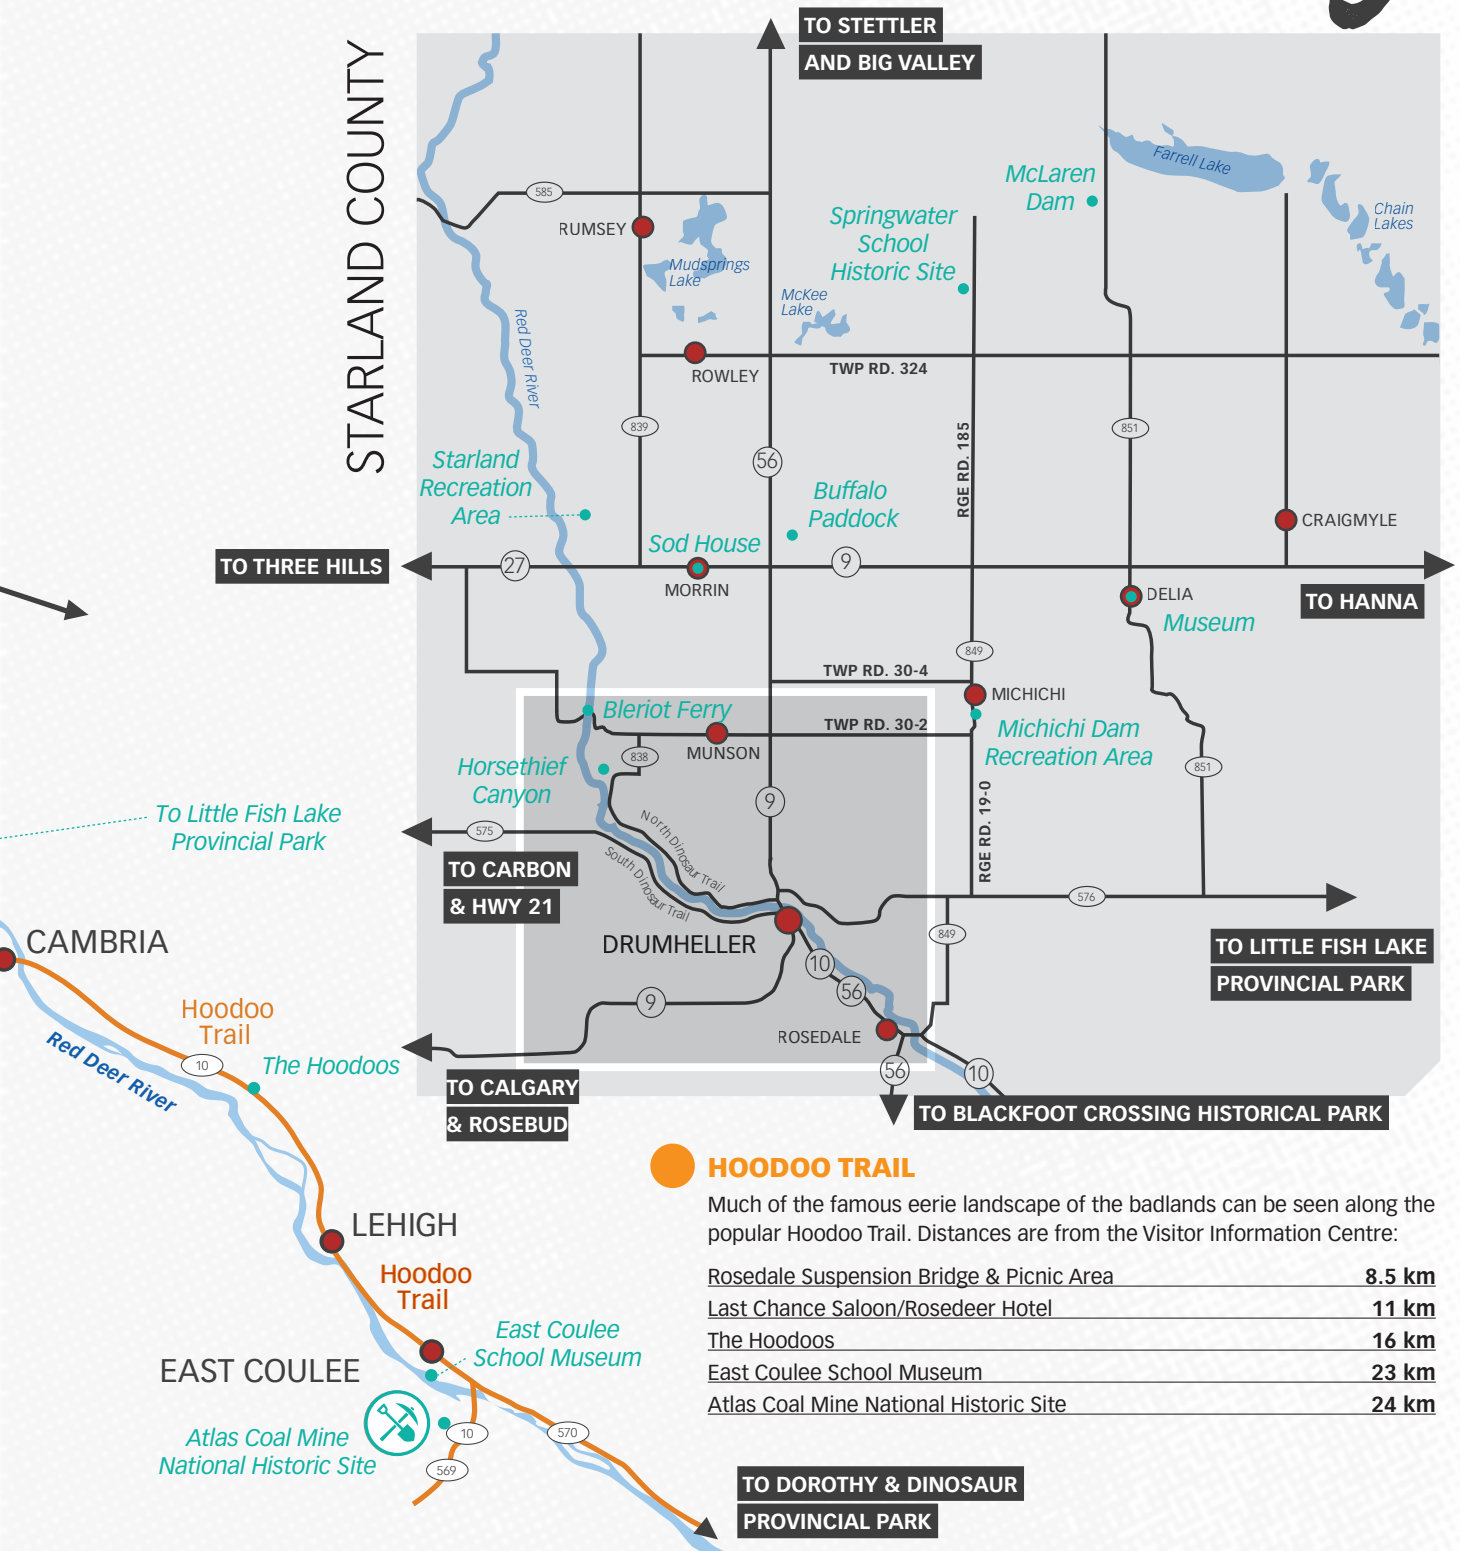 TO STETTLER
AND BIG VALLEY
STARLAND COUNTY
Farrell Lake
McLaren
Dam
Chain
Lakes
585
RUMSEY
Springwater
School
Historic Site
Mudsprings
Lake
McKee
Lake
Red Deer River
ROWLEY
TWP RD. 324
839
851
56
RGE RD. 185
Starland
Recreation
Area
Buffalo
Paddock
CRAIGMYLE
Sod House
TO THREE HILLS
27
9
MORRIN
DELIA
TO HANNA
Museum
849
TWP RD. 30-4
MICHICHI
Bleriot Ferry
TWP RD. 30-2
Michichi Dam
Recreation Area
838
MUNSON
Horsethief
Canyon
851
9
RGE RD. 19-0
To Little Fish Lake
Provincial Park
575
North Dinosaur Trail
South Dinosaur Trail
TO CARBON
& HWY 21
576
DRUMHELLER
849
TO LITTLE FISH LAKE
PROVINCIAL PARK
CAMBRIA
10
56
9
Hoodoo
Trail
ROSEDALE
Red Deer River
10
The Hoodoos
56
10
TO CALGARY
& ROSEBUD
TO BLACKFOOT CROSSING HISTORICAL PARK
HOODOO TRAIL
Much of the famous eerie landscape of the badlands can be seen along the
popular Hoodoo Trail. Distances are from the Visitor Information Centre:
Rosedale Suspension Bridge & Picnic Area 8.5 km
Last Chance Saloon/Rosedeer Hotel 11 km
The Hoodoos 16 km
East Coulee School Museum 23 km
Atlas Coal Mine National Historic Site 24 km
LEHIGH
Hoodoo
Trail
East Coulee
School Museum
EAST COULEE
Atlas Coal Mine
National Historic Site
10
570
569
TO DOROTHY & DINOSAUR
PROVINCIAL PARK